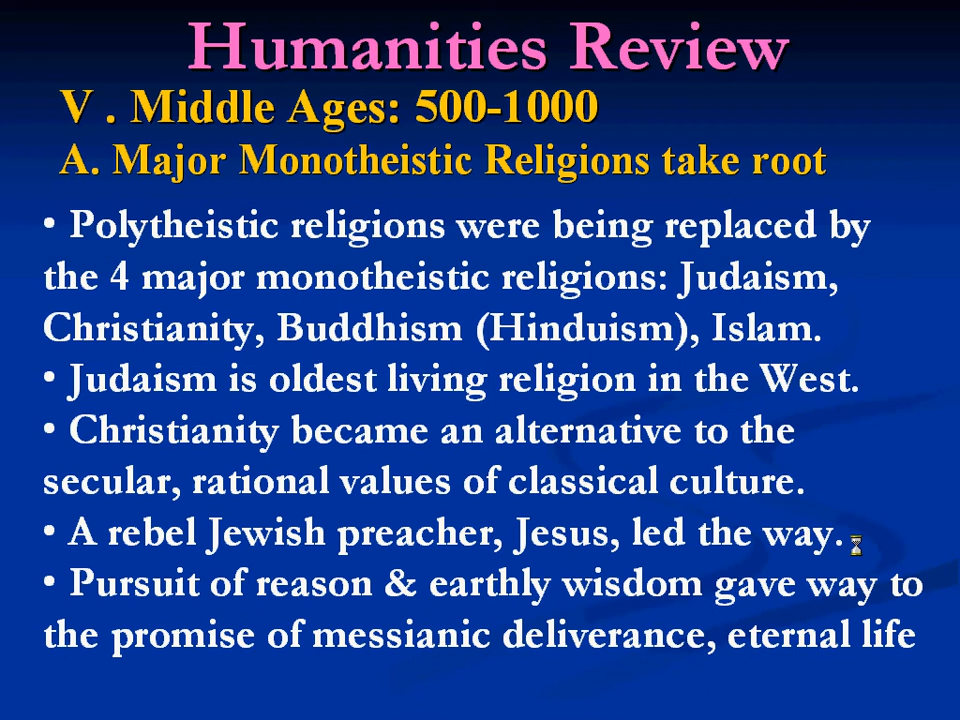 Humanities Review
V . Middle Ages: 500-1000
A. Major Monotheistic Religions take root
• Polytheistic religions were being replaced by
the 4 major monotheistic religions: Judaism,
Christianity, Buddhism (Hinduism), Islam.
• Judaism is oldest living religion in the West.
• Christianity became an alternative to the
secular, rational values of classical culture.
• A rebel Jewish preacher, Jesus, led the way.
• Pursuit of reason & earthly wisdom gave way to
the promise of messianic deliverance, eternal life